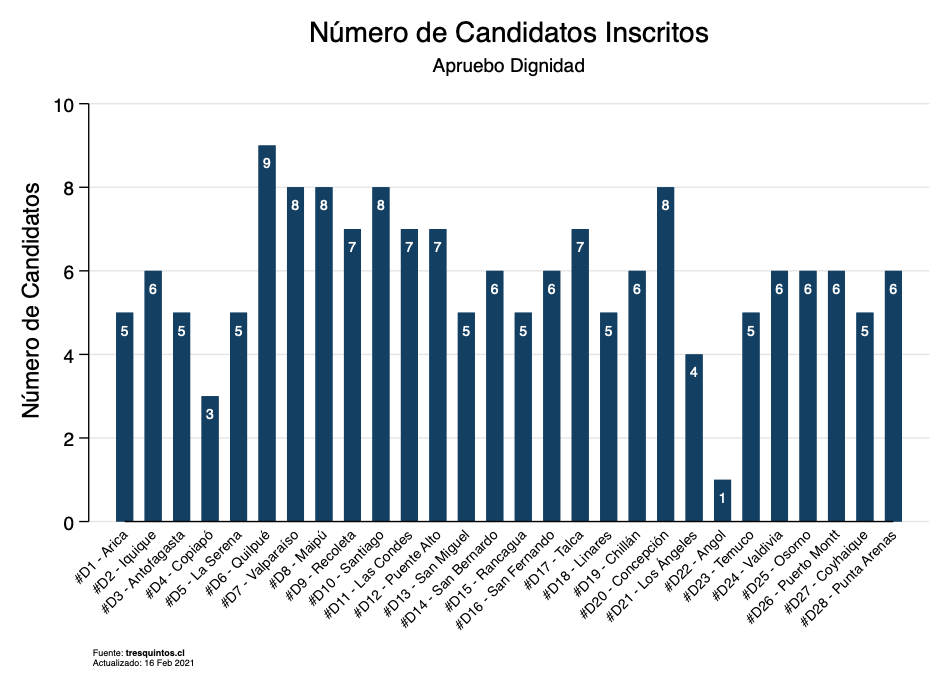 Número de Candidatos Inscritos
Apruebo Dignidad
Número de Candidatos
10
8
6
4
2
0
5
6
5
3
5
9
8
8
7
8
7
7
5
6
5
6
7
5
6
8
4
1
5
6
6
6
5
6
#D1 - Arica
#D2 - Iquique
#D3 - Antofagasta
#D4 - Copiapó
#D5 - La Serena
#D6 - Quilpué
#D7 - Valparaíso
#D8 - Maipú
#D9 - Recoleta
#D10 - Santiago
#D11 - Las Condes
#D12 - Puente Alto
#D13 - San Miguel
#D14 - San Bernardo
#D15 - Rancagua
#D16 - San Fernando
#D17 - Talca
#D18 - Linares
#D19 - Chillán
#D20 - Concepción
#D21 - Los Angeles
#D22 - Angol
#D23 - Temuco
#D24 - Valdivia
#D25 - Osorno
#D26 - Puerto Montt
#D27 - Coyhaique
#D28 - Punta Arenas
Fuente: tresquintos.cl
Actualizado: 16 Feb 2021